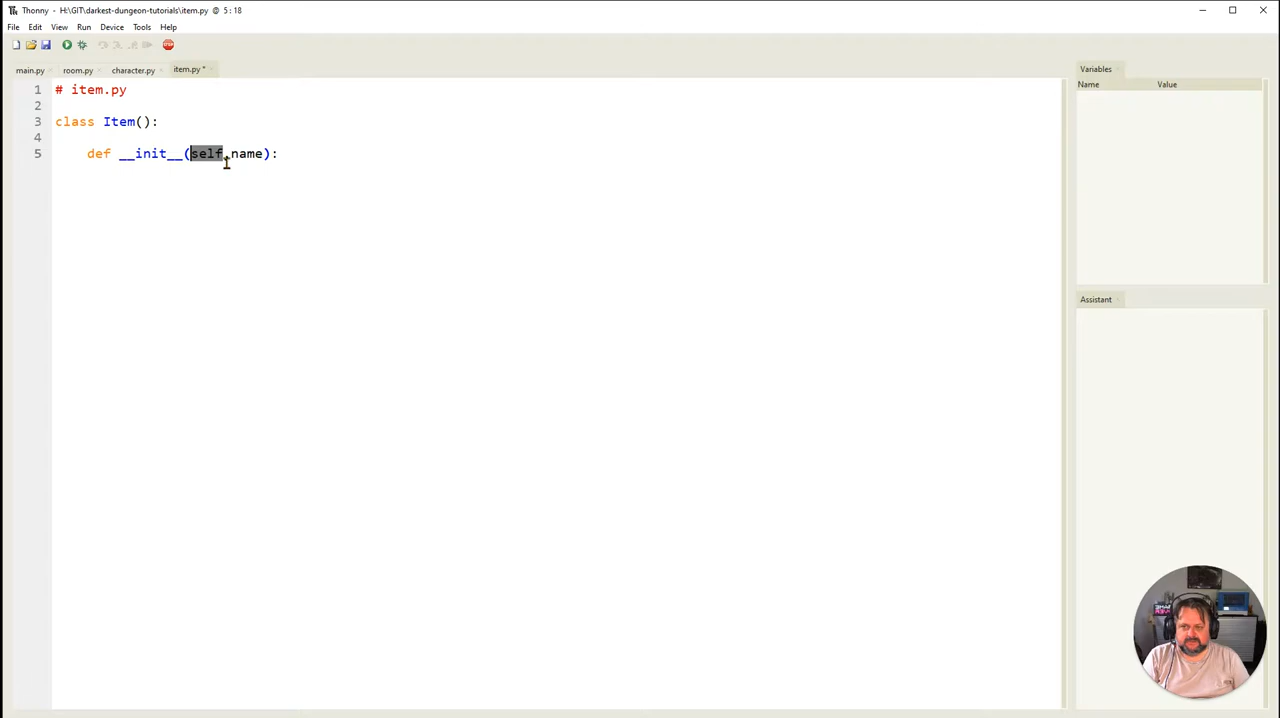 Thonny - H:\GIT\darkest-dungeon-tutorials\item.py @ 5 : 18
File Edit View Run Device Tools Help
STOP
main.py × room.py × character.py × item.py * ×
Variables ×
Name Value
1 # item.py
2
3 class Item():
4
5 def __init__(self,name):
Assistant ×